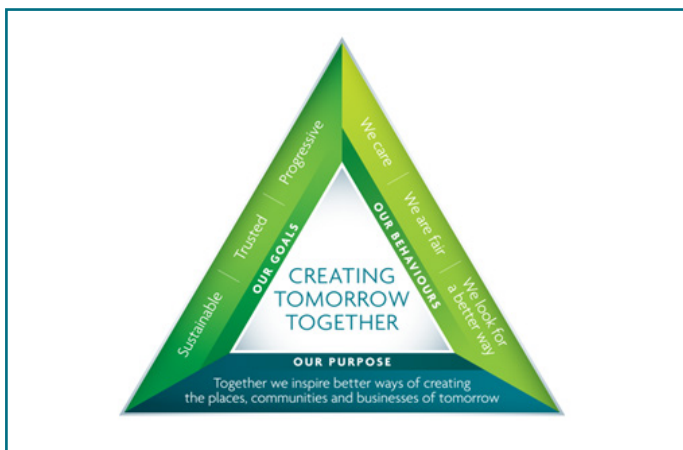 Progressive
Trusted
Sustainable
OUR GOALS
We care
We are fair
We look for
a better way
OUR BEHAVIOURS
CREATING
TOMORROW
TOGETHER
OUR PURPOSE
Together we inspire better ways of creating
the places, communities and businesses of tomorrow